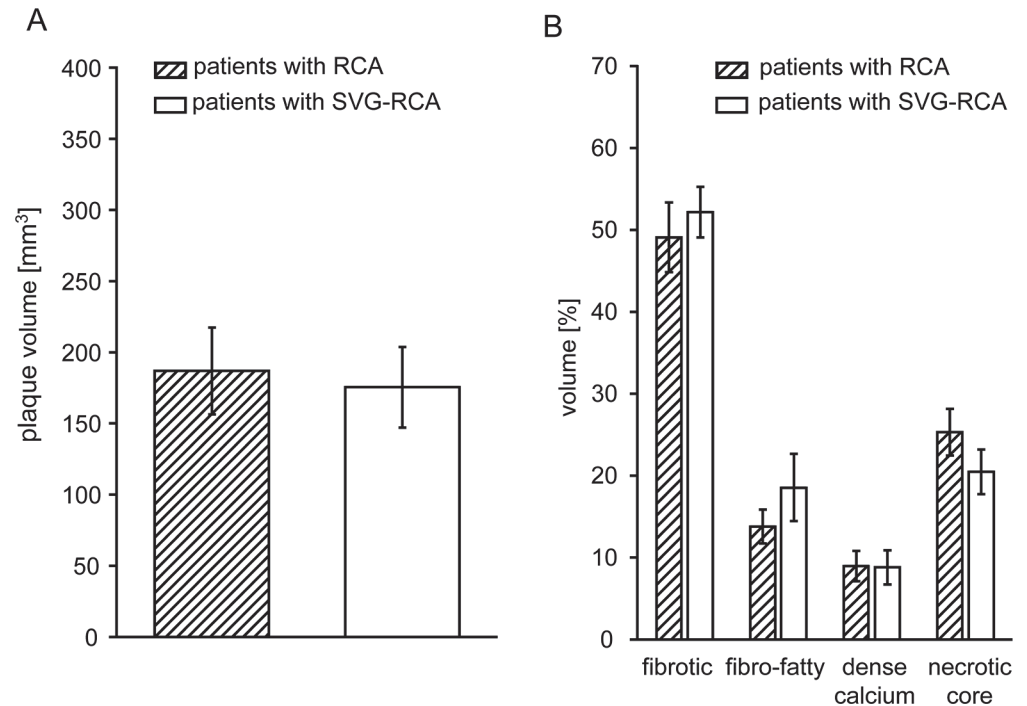 A
patients with RCA
patients with SVG-RCA
plaque volume [mm³]
400
350
300
250
200
150
100
50
0
B
patients with RCA
patients with SVG-RCA
volume [%]
70
60
50
40
30
20
10
0
fibrotic
fibro-fatty
dense
calcium
necrotic
core